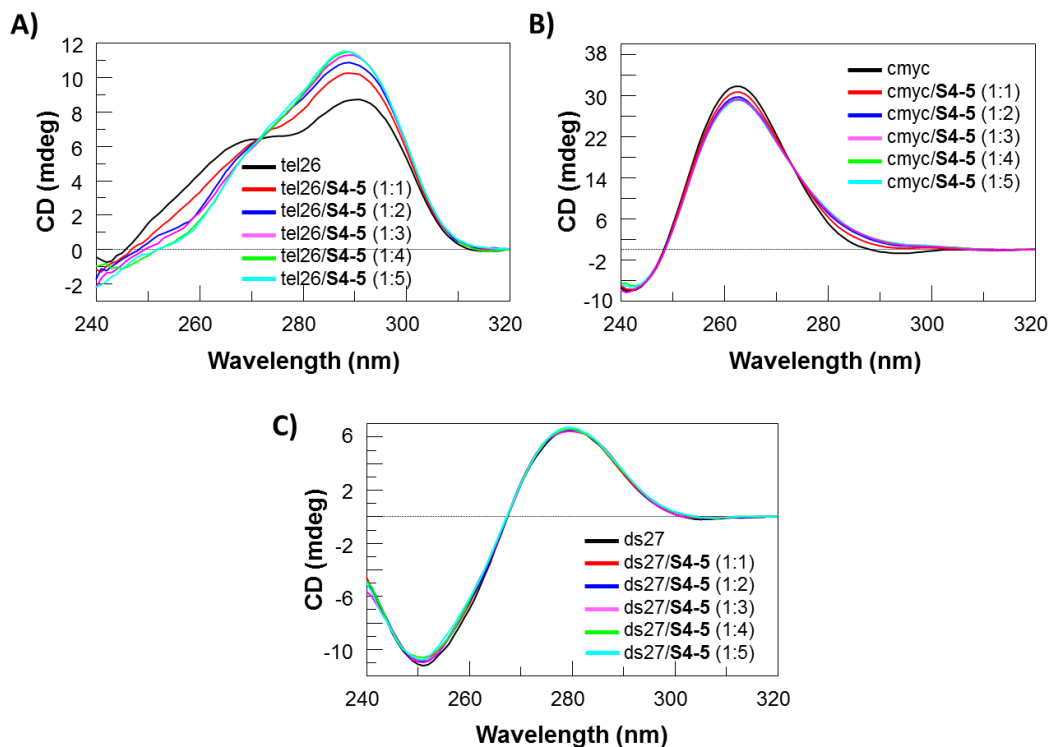 A)
CD (mdeg)
12
10
8
6
4
2
0
-2
tel26
tel26/S4-5 (1:1)
tel26/S4-5 (1:2)
tel26/S4-5 (1:3)
tel26/S4-5 (1:4)
tel26/S4-5 (1:5)
240 260 280 300 320
Wavelength (nm)
B)
CD (mdeg)
38
30
22
14
6
-2
-10
cmyc
cmyc/S4-5 (1:1)
cmyc/S4-5 (1:2)
cmyc/S4-5 (1:3)
cmyc/S4-5 (1:4)
cmyc/S4-5 (1:5)
240 260 280 300 320
Wavelength (nm)
C)
CD (mdeg)
6
2
-2
-6
-10
ds27
ds27/S4-5 (1:1)
ds27/S4-5 (1:2)
ds27/S4-5 (1:3)
ds27/S4-5 (1:4)
ds27/S4-5 (1:5)
240 260 280 300 320
Wavelength (nm)